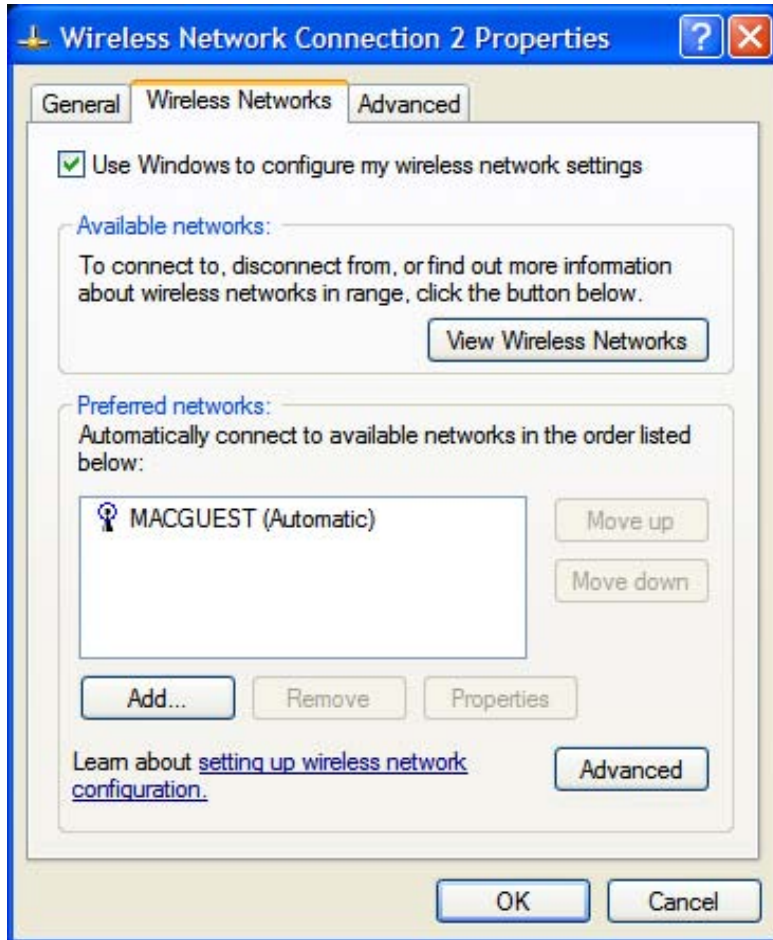 Wireless Network Connection 2 Properties
?
General
Wireless Networks
Advanced
Use Windows to configure my wireless network settings
Available networks:
To connect to, disconnect from, or find out more information
about wireless networks in range, click the button below.
View Wireless Networks
Preferred networks:
Automatically connect to available networks in the order listed
below:
MACGUEST (Automatic)
Move up
Move down
Add...
Remove
Properties
Learn about setting up wireless network
configuration.
Advanced
OK
Cancel